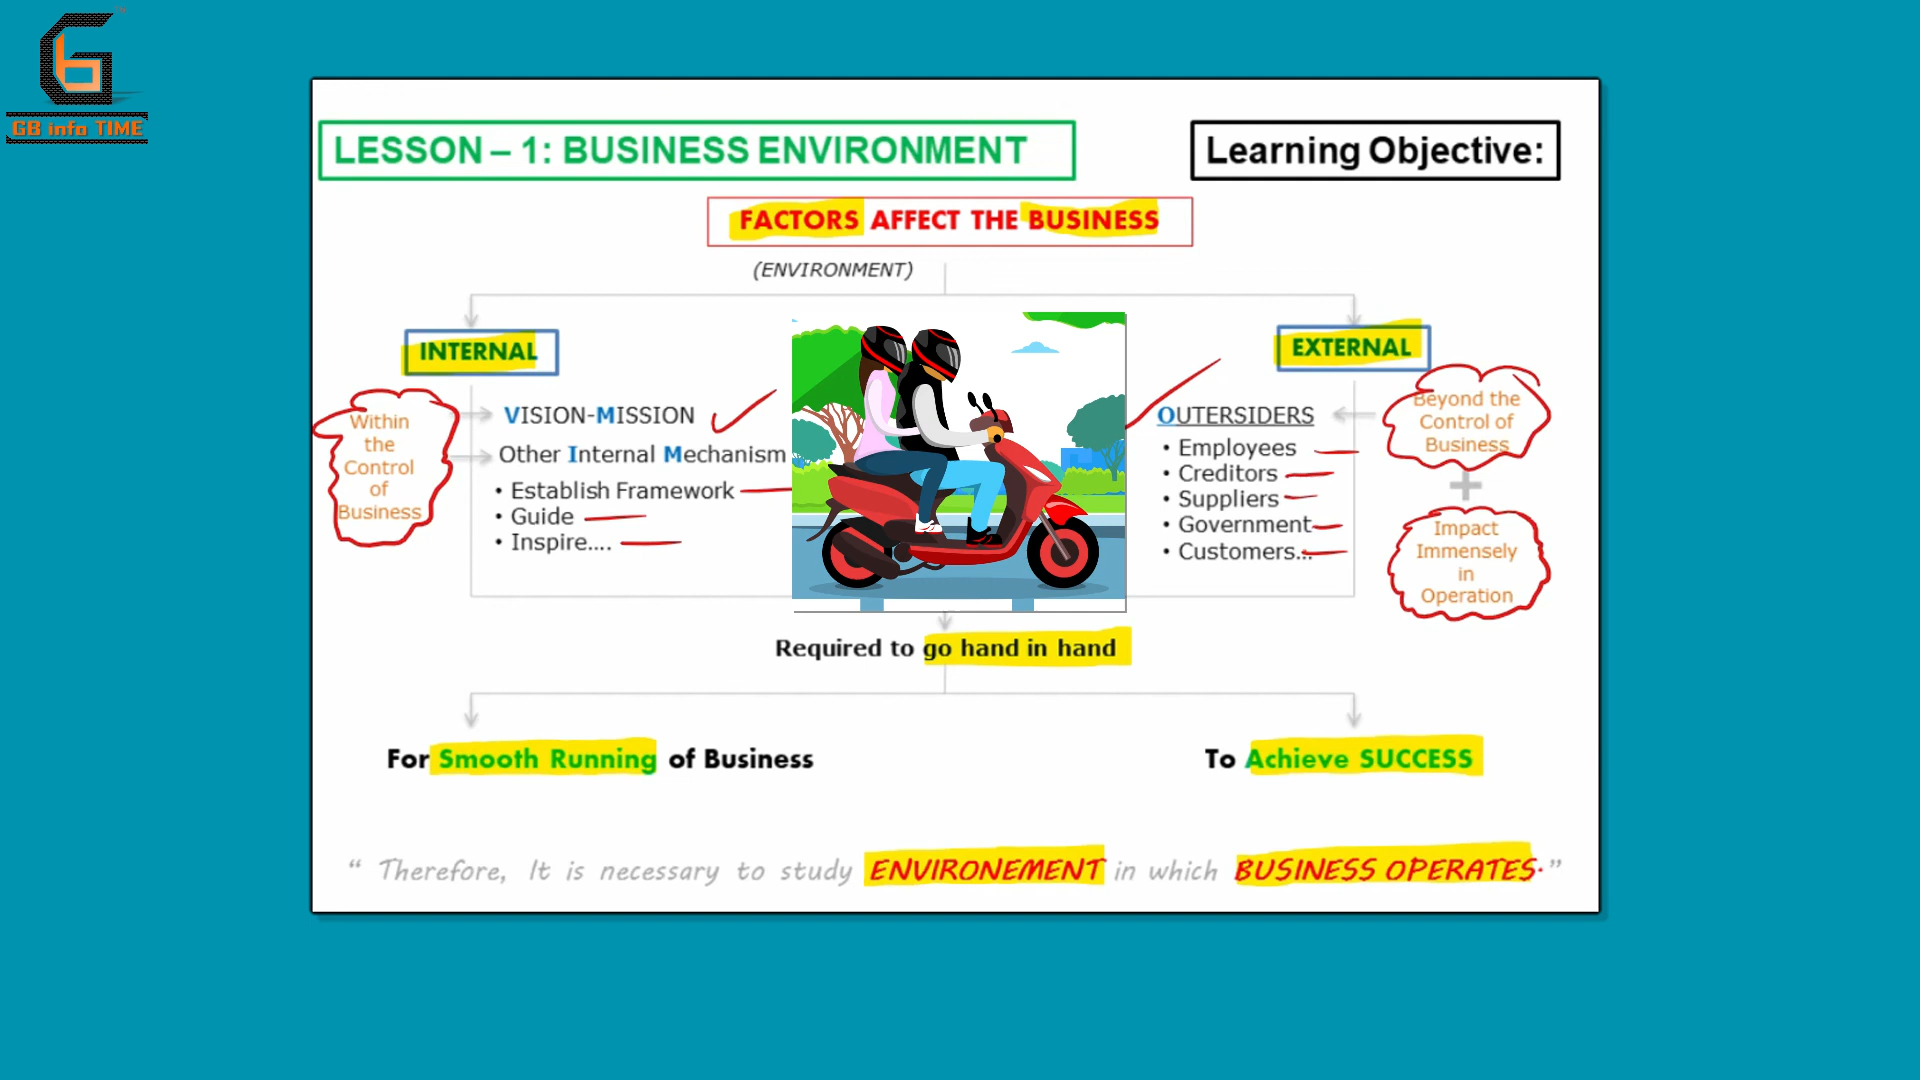 GB info TIME
LESSON – 1: BUSINESS ENVIRONMENT
Learning Objective:
FACTORS AFFECT THE BUSINESS
(ENVIRONMENT)
INTERNAL
Within
the
Control
of
Business
VISION-MISSION
Other Internal Mechanism
• Establish Framework
• Guide
• Inspire....
EXTERNAL
OUTERSIDERS
• Employees
• Creditors
• Suppliers
• Government
• Customers...
Beyond the
Control of
Business
+
Impact
Immensely
in
Operation
Required to go hand in hand
For Smooth Running of Business
To Achieve SUCCESS
“ Therefore, It is necessary to study ENVIRONEMENT in which BUSINESS OPERATES. ”